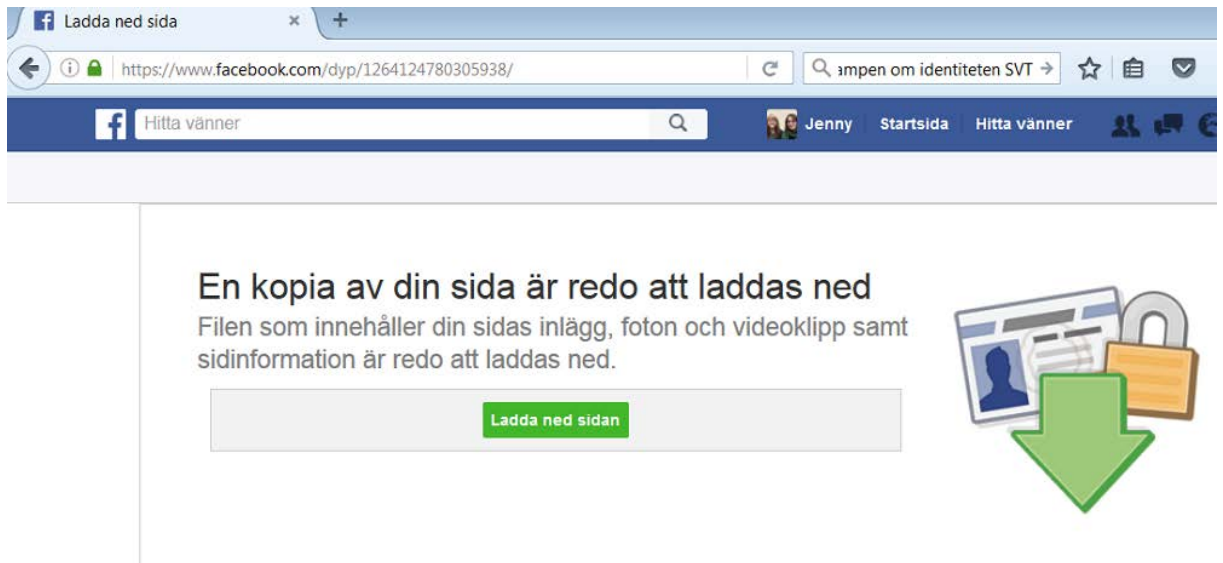 Ladda ned sida
https://www.facebook.com/dyp/1264124780305938/
ampen om identiteten SVT
Hitta vänner
Jenny Startsida Hitta vänner
En kopia av din sida är redo att laddas ned
Filen som innehåller din sidas inlägg, foton och videoklipp samt
sidinformation är redo att laddas ned.
Ladda ned sidan